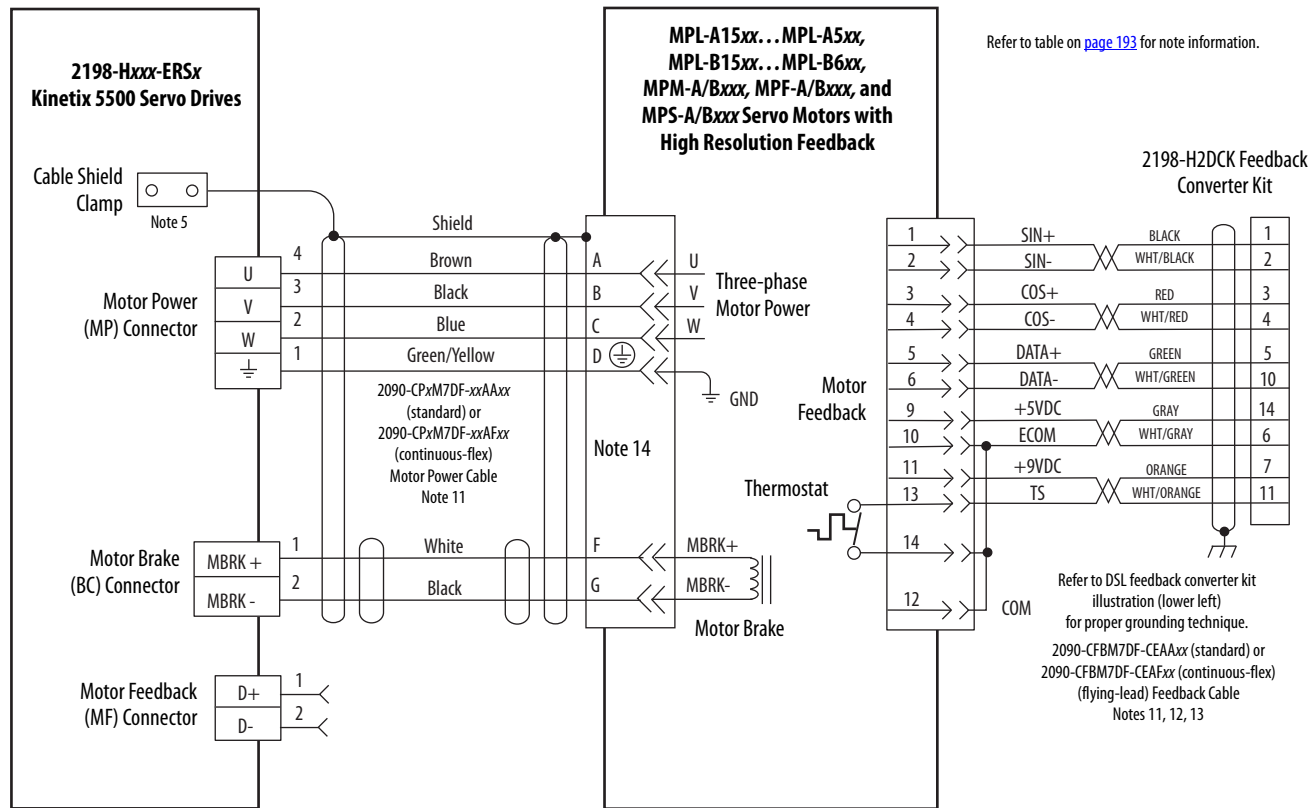 2198-Hxxx-ERSx
Kinetix 5500 Servo Drives
MPL-A15xx…MPL-A5xx,
MPL-B15xx…MPL-B6xx,
MPM-A/Bxxx, MPF-A/Bxxx, and
MPS-A/Bxxx Servo Motors with
High Resolution Feedback
Refer to table on page 193 for note information.
2198-H2DCK Feedback
Converter Kit
Cable Shield
Clamp
Note 5
Shield
Motor Power
(MP) Connector
U 4 Brown A U
V 3 Black B V
W 2 Blue C W
1 Green/Yellow D GND
Three-phase
Motor Power
2090-CPxM7DF-xxAAxx
(standard) or
2090-CPxM7DF-xxAFxx
(continuous-flex)
Motor Power Cable
Note 11
Note 14
Motor Brake
(BC) Connector
MBRK + 1 White F MBRK+
MBRK - 2 Black G MBRK-
Motor Brake
Motor Feedback
(MF) Connector
D+ 1
D- 2
Motor
Feedback
Thermostat
1 SIN+ BLACK 1
2 SIN- WHT/BLACK 2
3 COS+ RED 3
4 COS- WHT/RED 4
5 DATA+ GREEN 5
6 DATA- WHT/GREEN 10
9 +5VDC GRAY 14
10 ECOM WHT/GRAY 6
11 +9VDC ORANGE 7
13 TS WHT/ORANGE 11
14
12 COM
Refer to DSL feedback converter kit
illustration (lower left)
for proper grounding technique.
2090-CFBM7DF-CEAAxx (standard) or
2090-CFBM7DF-CEAFxx (continuous-flex)
(flying-lead) Feedback Cable
Notes 11, 12, 13